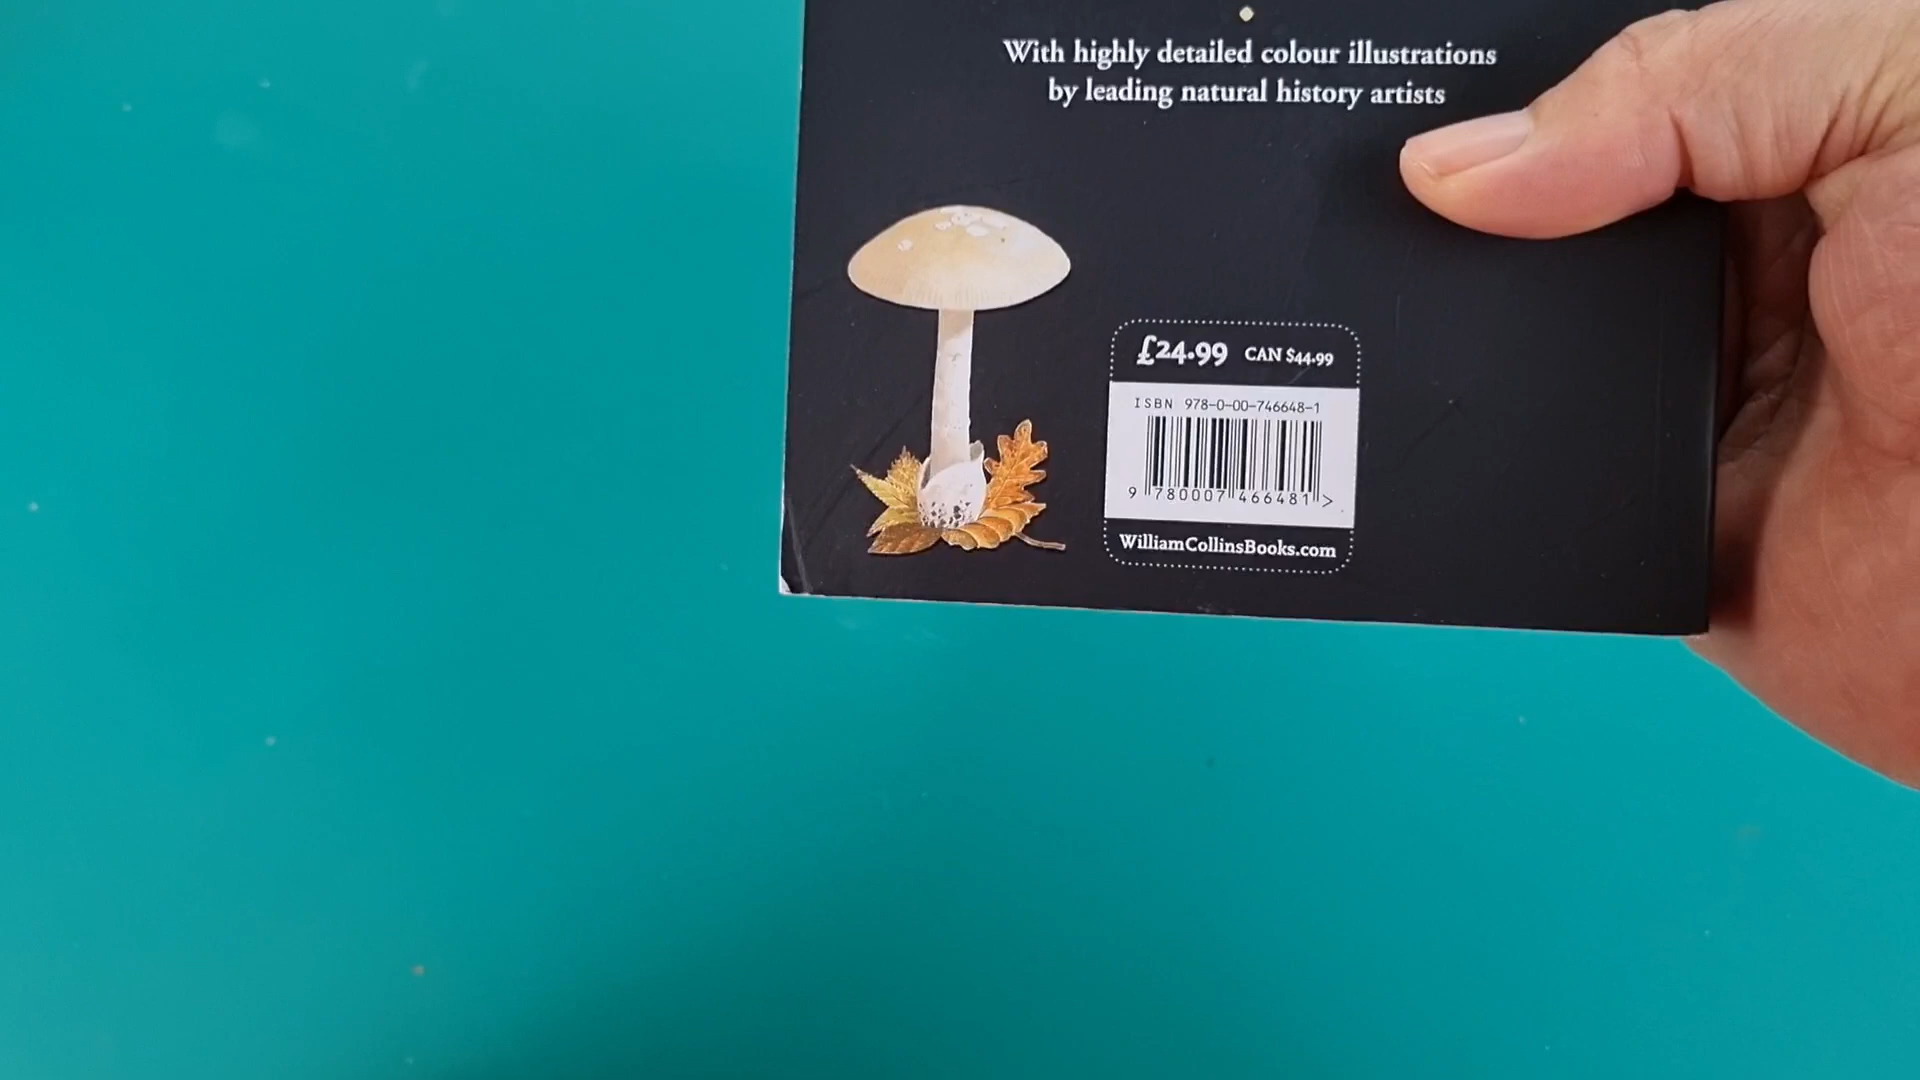 With highly detailed colour illustrations
by leading natural history artists
£24.99 CAN $44.99
ISBN 978-0-00-746648-1
9 780007 466481 >
WilliamCollinsBooks.com